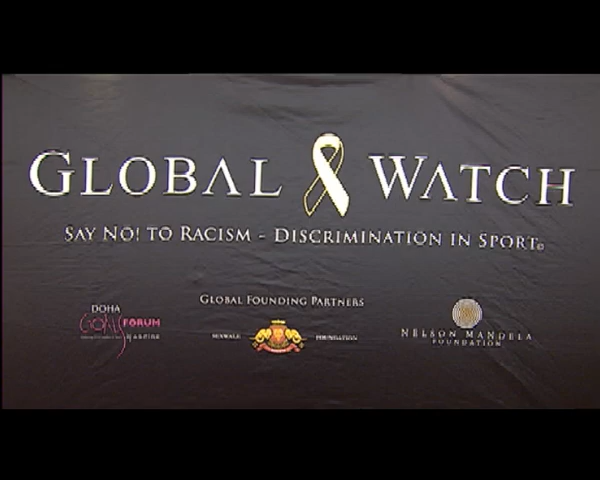 GLOBAL WATCH
SAY NO! TO RACISM - DISCRIMINATION IN SPORT©
GLOBAL FOUNDING PARTNERS
DOHA
GOALS FORUM
ASPIRE
SEXWALE FOUNDATION
NELSON MANDELA
FOUNDATION